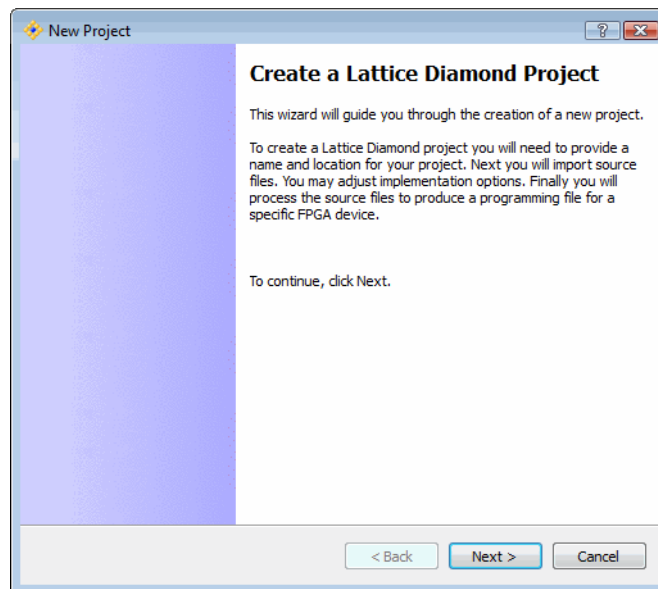 New Project
Create a Lattice Diamond Project
This wizard will guide you through the creation of a new project.
To create a Lattice Diamond project you will need to provide a
name and location for your project. Next you will import source
files. You may adjust implementation options. Finally you will
process the source files to produce a programming file for a
specific FPGA device.
To continue, click Next.
< Back
Next >
Cancel